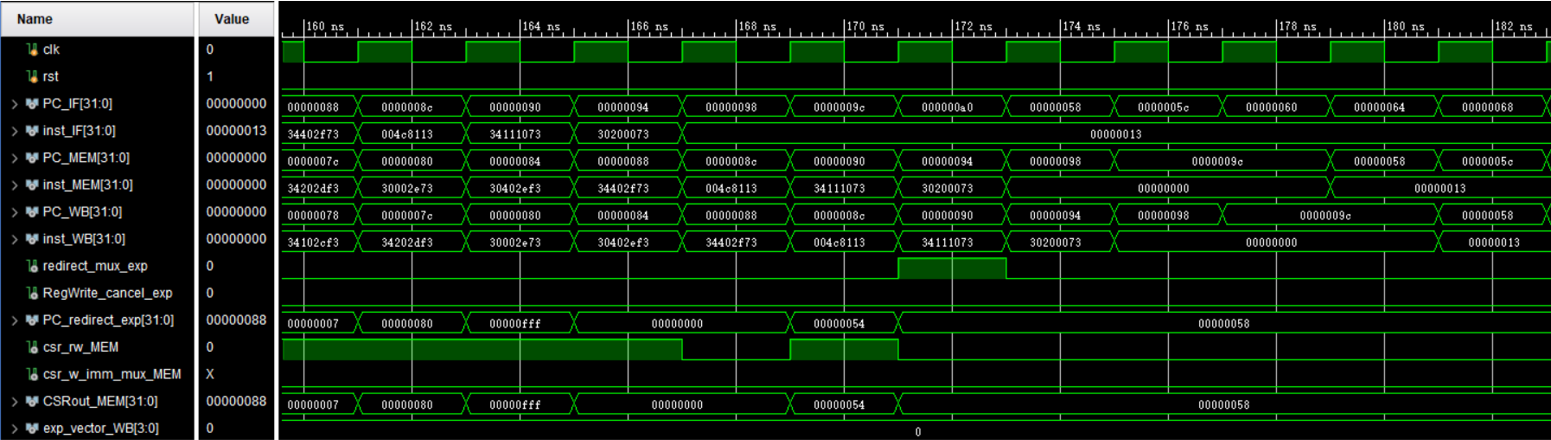 Name Value 160 ns 162 ns 164 ns 166 ns 168 ns 170 ns 172 ns 174 ns 176 ns 178 ns 180 ns 182 ns
clk 0
rst 1
PC_IF[31:0] 00000000 00000088 0000008c 00000090 00000094 00000098 0000009c 000000a0 00000058 0000005c 00000060 00000064 00000068
inst_IF[31:0] 00000013 34402f73 004c8113 34111073 30200073 00000013
PC_MEM[31:0] 00000000 0000007c 00000080 00000084 00000088 0000008c 00000090 00000094 00000098 0000009c 00000058 0000005c
inst_MEM[31:0] 00000000 34202df3 30002e73 30402ef3 34402f73 004c8113 34111073 30200073 00000000 00000013
PC_WB[31:0] 00000000 00000078 0000007c 00000080 00000084 00000088 0000008c 00000090 00000094 00000098 0000009c 00000058
inst_WB[31:0] 00000000 34102cf3 34202df3 30002e73 30402ef3 34402f73 004c8113 34111073 30200073 00000000 00000013
redirect_mux_exp 0
RegWrite_cancel_exp 0
PC_redirect_exp[31:0] 00000088 00000007 00000080 00000fff 00000000 00000054 00000058
csr_rw_MEM 0
csr_w_imm_mux_MEM X
CSRout_MEM[31:0] 00000088 00000007 00000080 00000fff 00000000 00000054 00000058
exp_vector_WB[3:0] 0 0